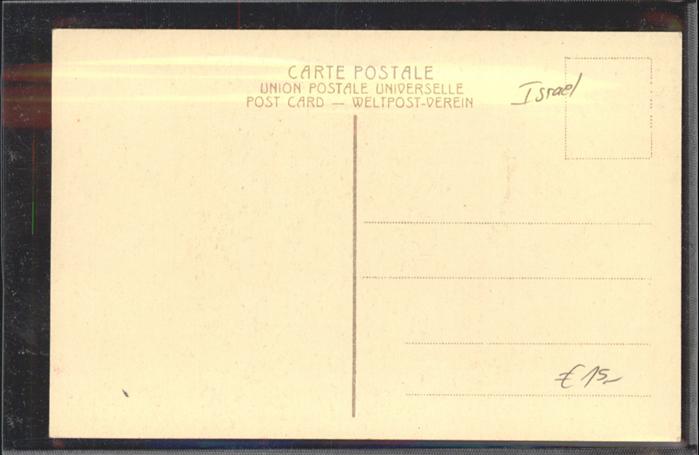 CARTE POSTALE
UNION POSTALE UNIVERSELLE
POST CARD — WELTPOST-VEREIN
Israel
€ 15,-